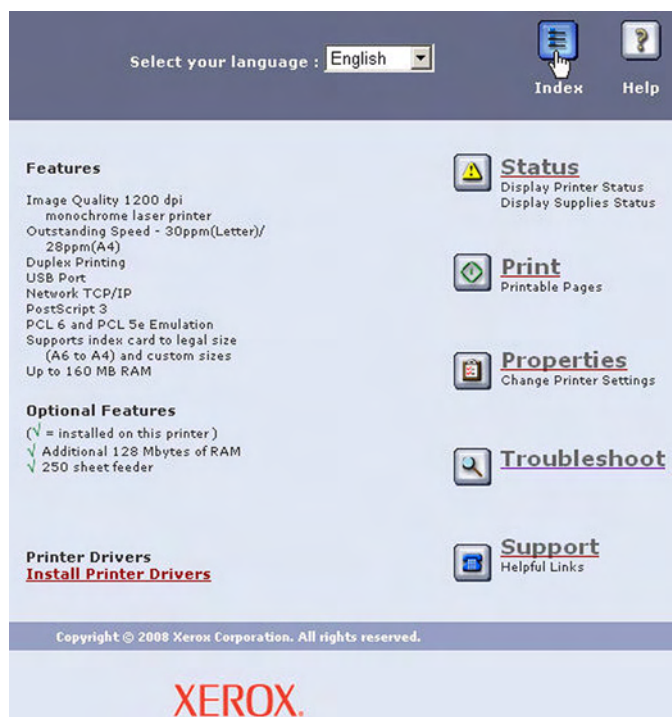 Select your language : English
Index
Help
Features
Image Quality 1200 dpi
monochrome laser printer
Outstanding Speed - 30ppm(Letter)/
28ppm(A4)
Duplex Printing
USB Port
Network TCP/IP
PostScript 3
PCL 6 and PCL 5e Emulation
Supports index card to legal size
(A6 to A4) and custom sizes
Up to 160 MB RAM
Optional Features
(√ = installed on this printer)
√ Additional 128 Mbytes of RAM
√ 250 sheet feeder
Printer Drivers
Install Printer Drivers
Status
Display Printer Status
Display Supplies Status
Print
Printable Pages
Properties
Change Printer Settings
Troubleshoot
Support
Helpful Links
Copyright © 2008 Xerox Corporation. All rights reserved.
XEROX.